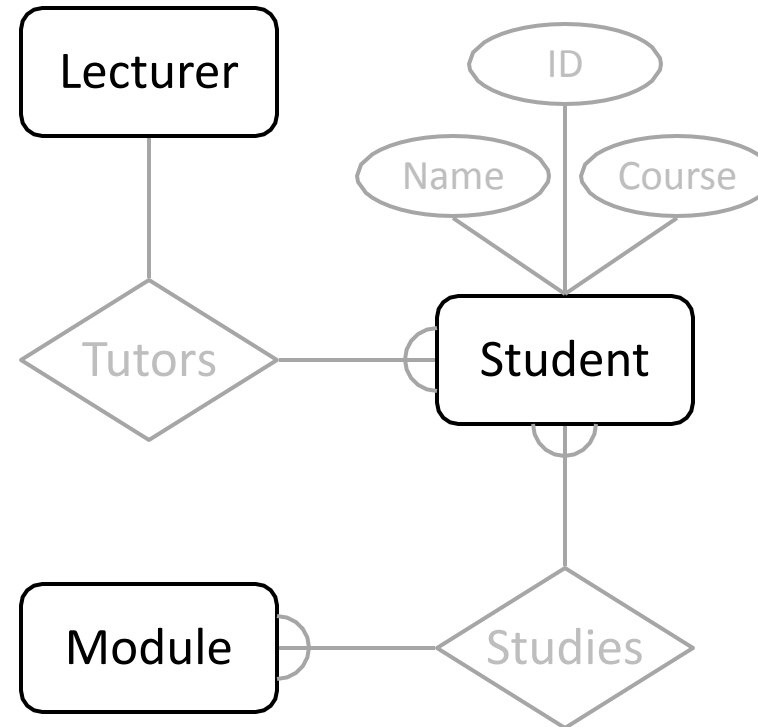 Lecturer
ID
Name
Course
Tutors
Student
Module
Studies